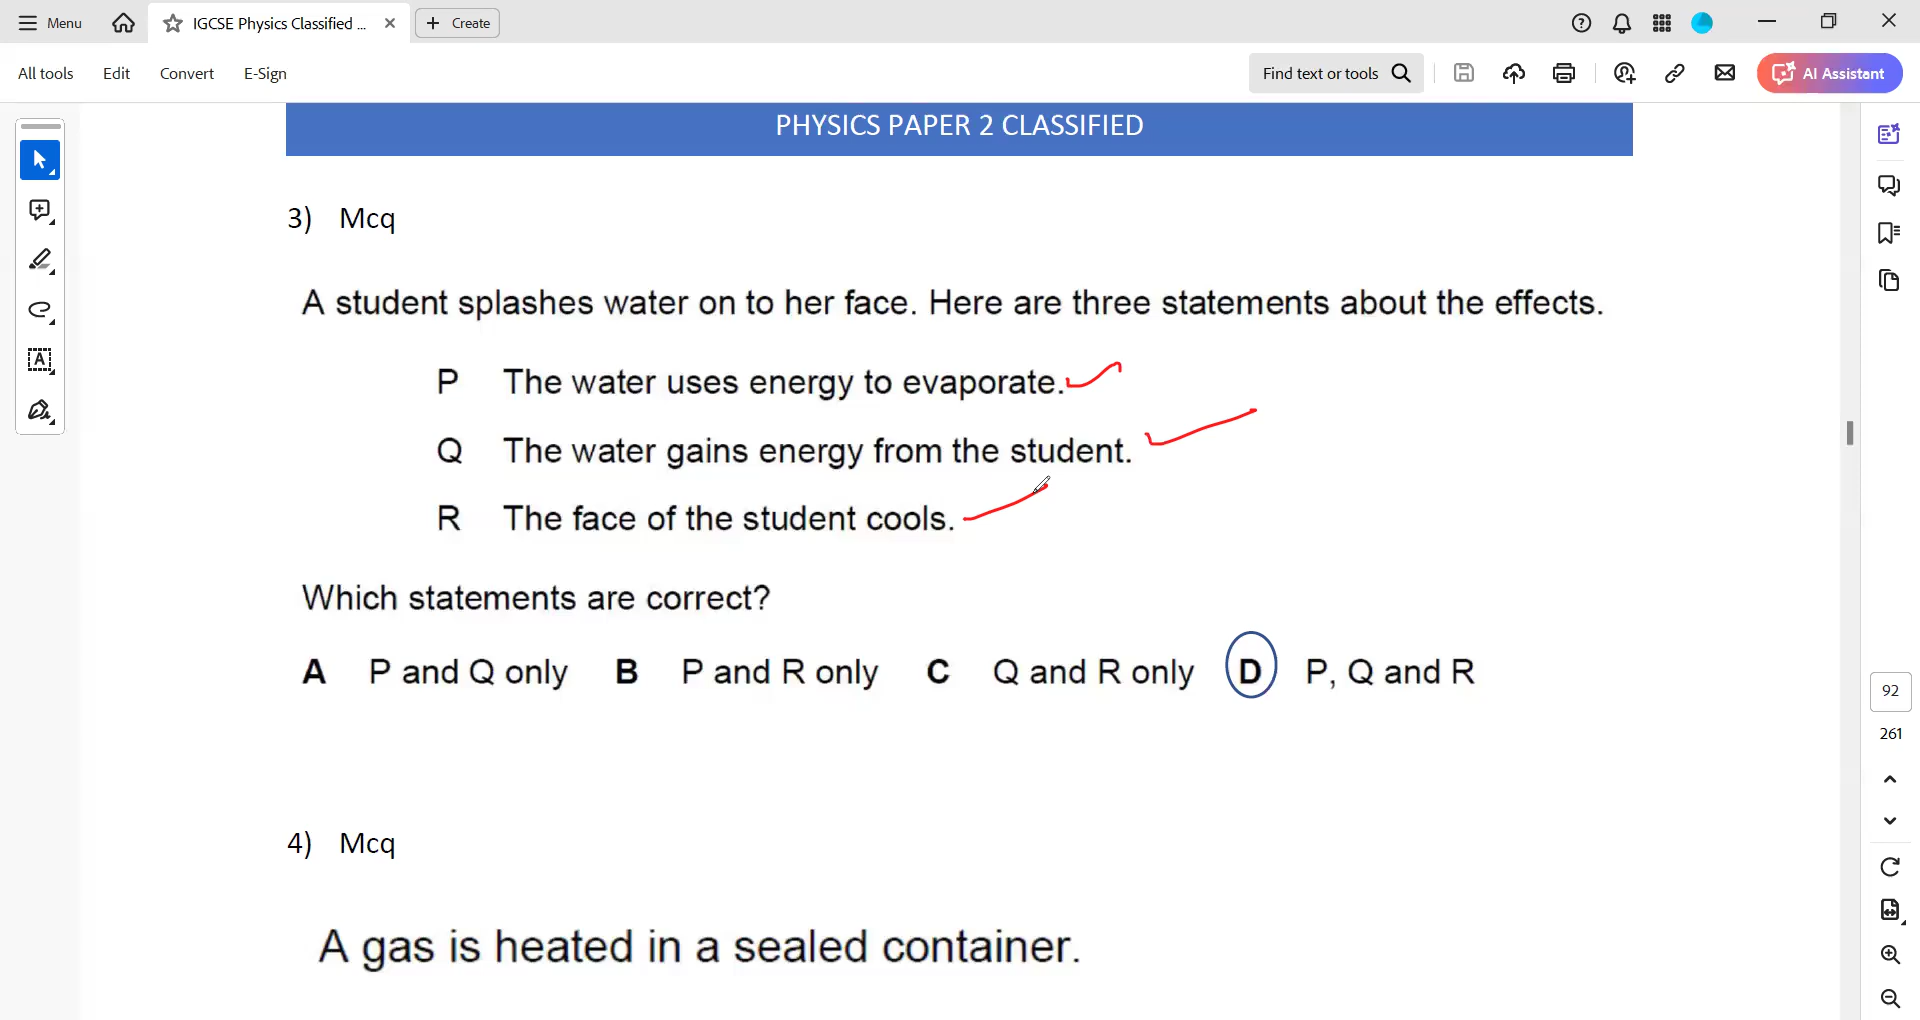 Menu
IGCSE Physics Classified ...
Create
All tools
Edit
Convert
E-Sign
Find text or tools
AI Assistant
PHYSICS PAPER 2 CLASSIFIED
3) Mcq
A student splashes water on to her face. Here are three statements about the effects.
P The water uses energy to evaporate.
Q The water gains energy from the student.
R The face of the student cools.
Which statements are correct?
A P and Q only B P and R only C Q and R only D P, Q and R
4) Mcq
A gas is heated in a sealed container.
92
261